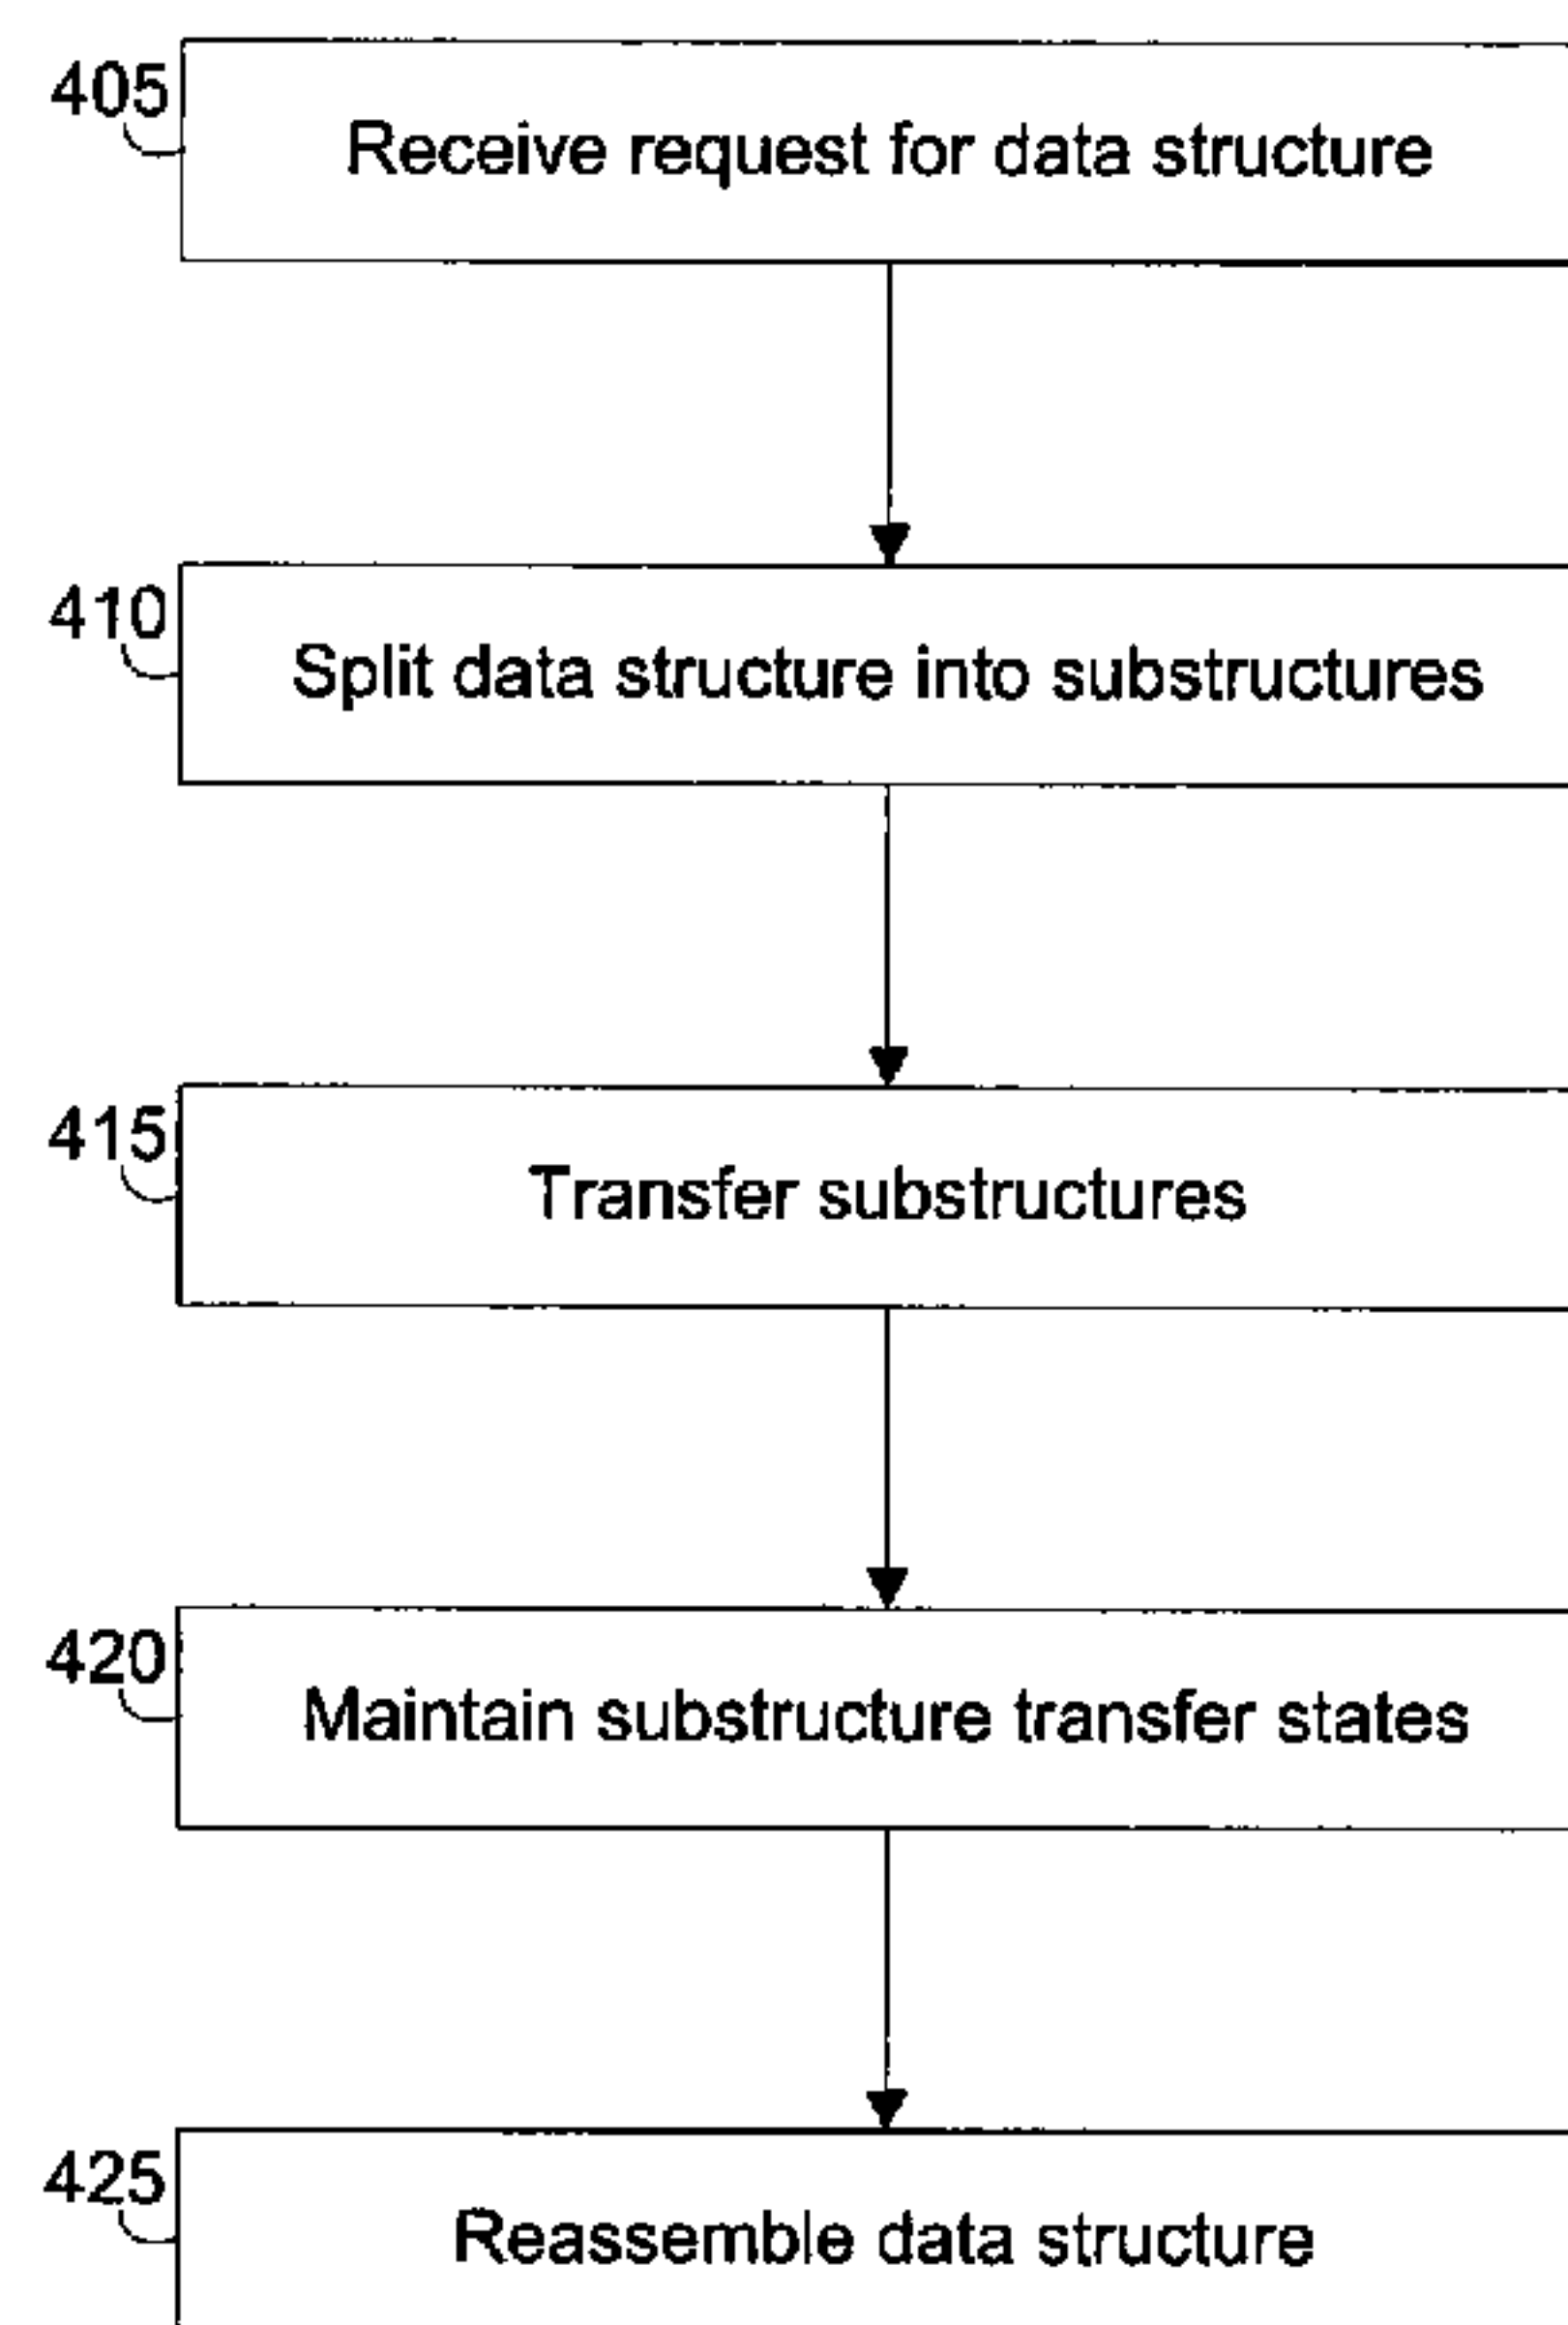 405
Receive request for data structure
410
Split data structure into substructures
415
Transfer substructures
420
Maintain substructure transfer states
425
Reassemble data structure